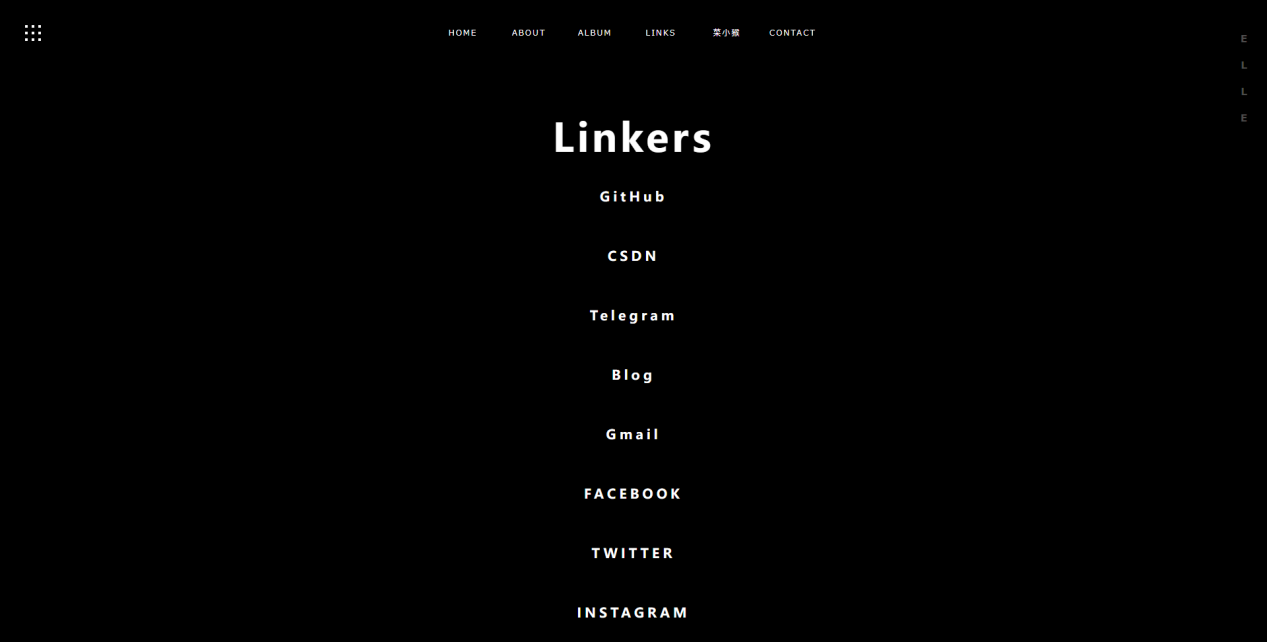 HOME ABOUT ALBUM LINKS 菜小猴 CONTACT
E
L
L
E
Linkers
GitHub
CSDN
Telegram
Blog
Gmail
FACEBOOK
TWITTER
INSTAGRAM